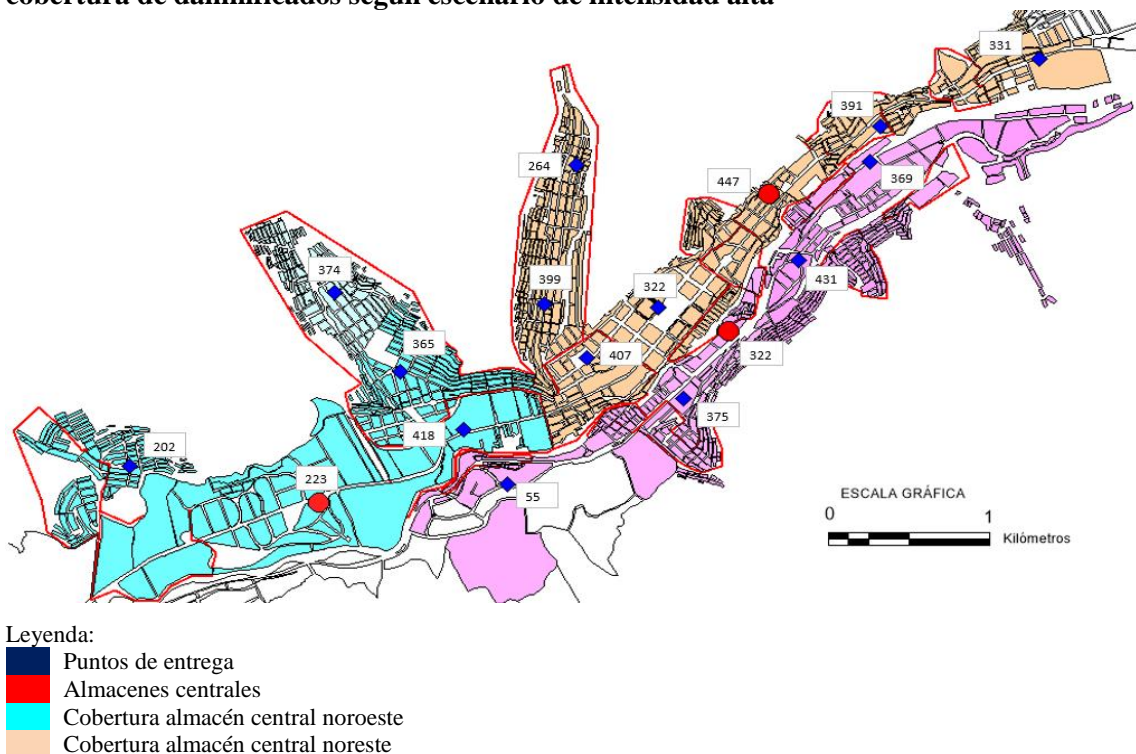 cobertura de damnificados según escenario de intensidad alta
331
391
264
369
447
374
399
322
431
365
407
322
418
375
202
223
55
ESCALA GRÁFICA
0 1
Kilómetros
Leyenda:
Puntos de entrega
Almacenes centrales
Cobertura almacén central noroeste
Cobertura almacén central noreste